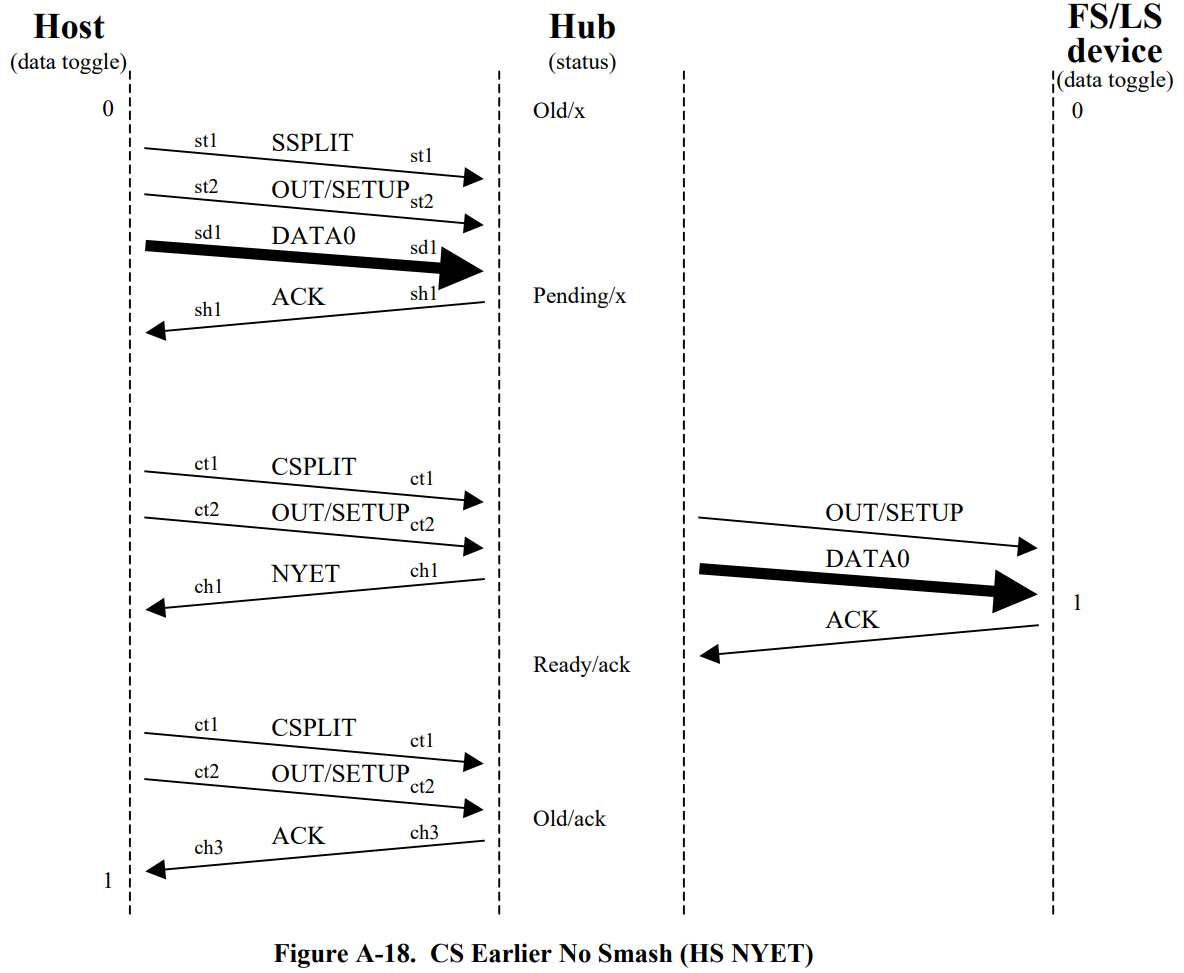 Host
(data toggle)
Hub
(status)
FS/LS
device
(data toggle)
0
Old/x
0
st1 SSPLIT st1
st2 OUT/SETUP st2
sd1 DATA0 sd1
sh1 ACK sh1
Pending/x
ct1 CSPLIT ct1
ct2 OUT/SETUP ct2
OUT/SETUP
ch1 NYET ch1
DATA0
1
ACK
Ready/ack
ct1 CSPLIT ct1
ct2 OUT/SETUP ct2
Old/ack
ch3 ACK ch3
1
Figure A-18. CS Earlier No Smash (HS NYET)